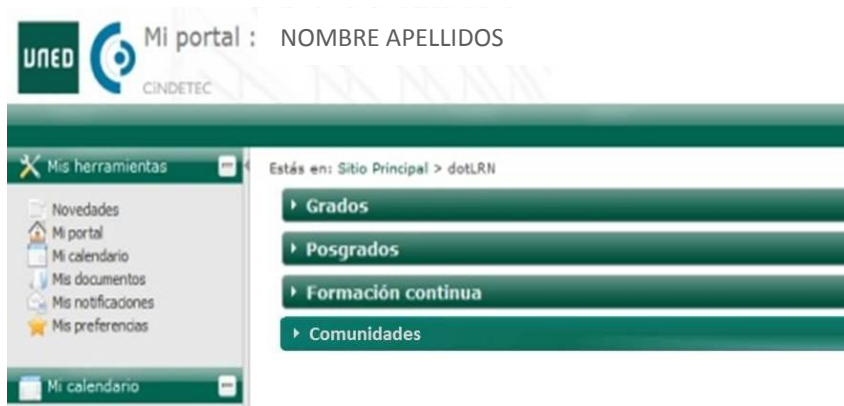 UNED
Mi portal : NOMBRE APELLIDOS
CiNDETEC
Mis herramientas
Estás en: Sitio Principal > dotLRN
Novedades
Mi portal
Mi calendario
Mis documentos
Mis notificaciones
Mis preferencias
Grados
Posgrados
Formación continua
Comunidades
Mi calendario